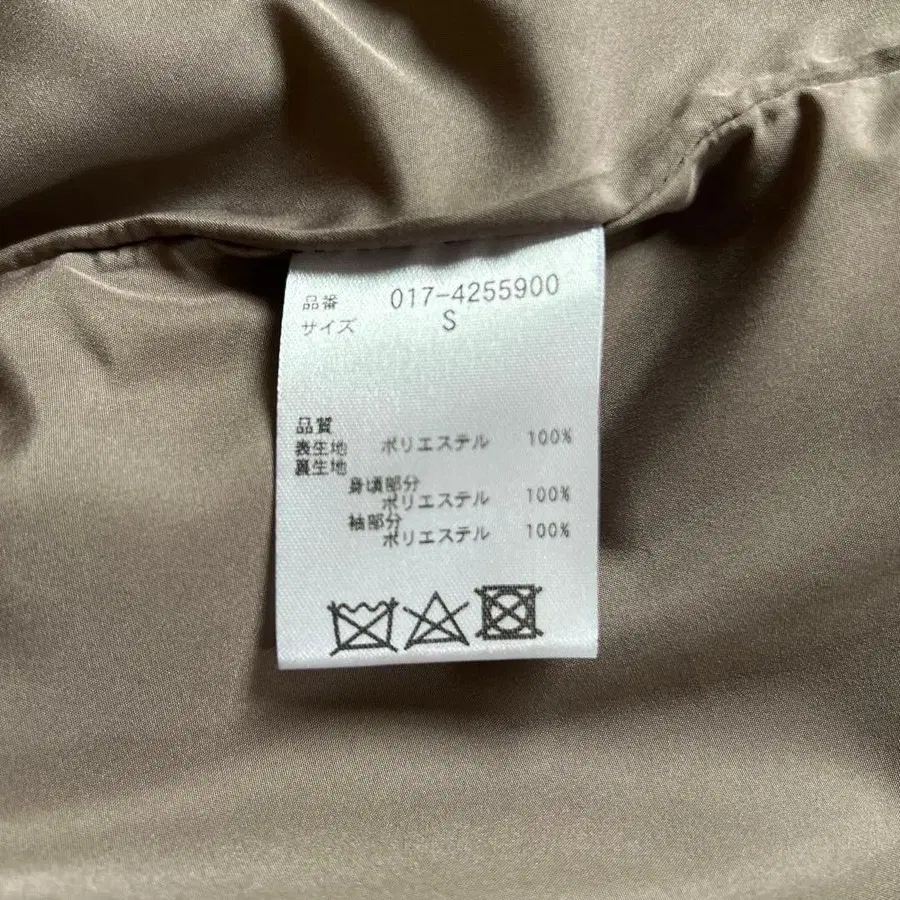 品番 017-4255900
サイズ S
品質
表生地 ポリエステル 100%
裏生地
身頃部分
ポリエステル 100%
袖部分
ポリエステル 100%